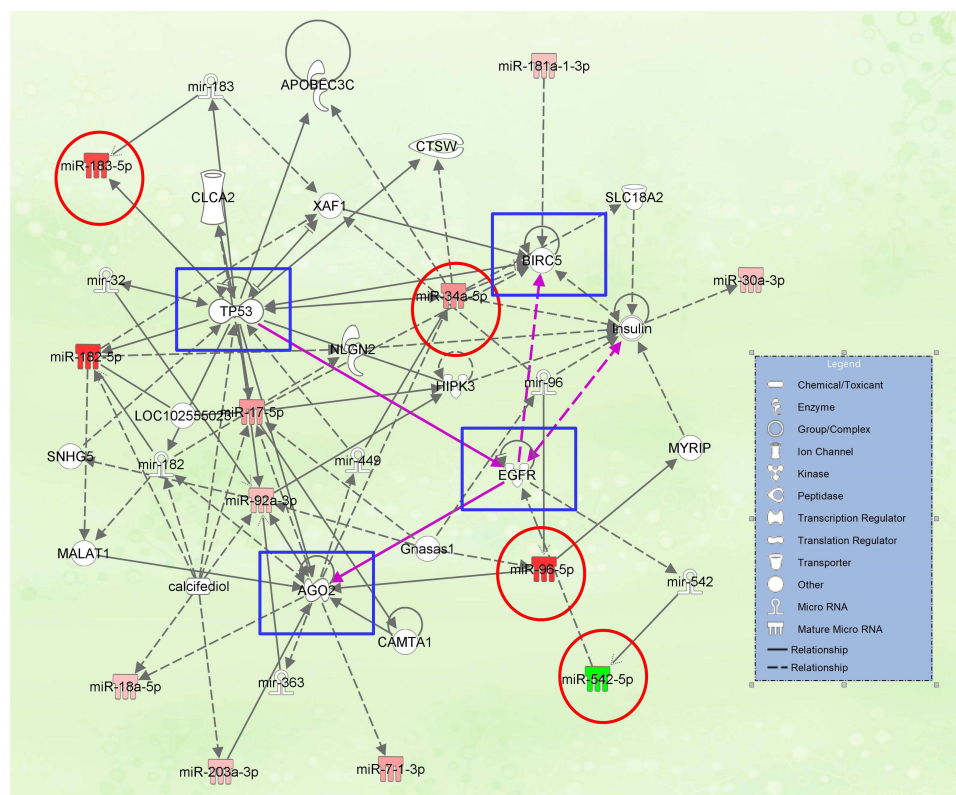 mir-183
APOBEC3C
miR-181a-1-3p
miR-183-5p
CTSW
CLCA2
XAF1
SLC18A2
BIRC5
mir-32
TP53
miR-34a-5p
miR-30a-3p
Insulin
miR-182-5p
NLGN2
HIPK3
mir-96
LOC102555023
miR-17-5p
SNHG5
mir-182
mir-449
MYRIP
EGFR
miR-92a-3p
MALAT1
Gnasas1
calcifediol
AGO2
miR-96-5p
mir-542
CAMTA1
miR-18a-5p
mir-363
miR-542-5p
miR-203a-3p
miR-7-1-3p
Legend
Chemical/Toxicant
Enzyme
Group/Complex
Ion Channel
Kinase
Peptidase
Transcription Regulator
Translation Regulator
Transporter
Other
Micro RNA
Mature Micro RNA
Relationship
Relationship